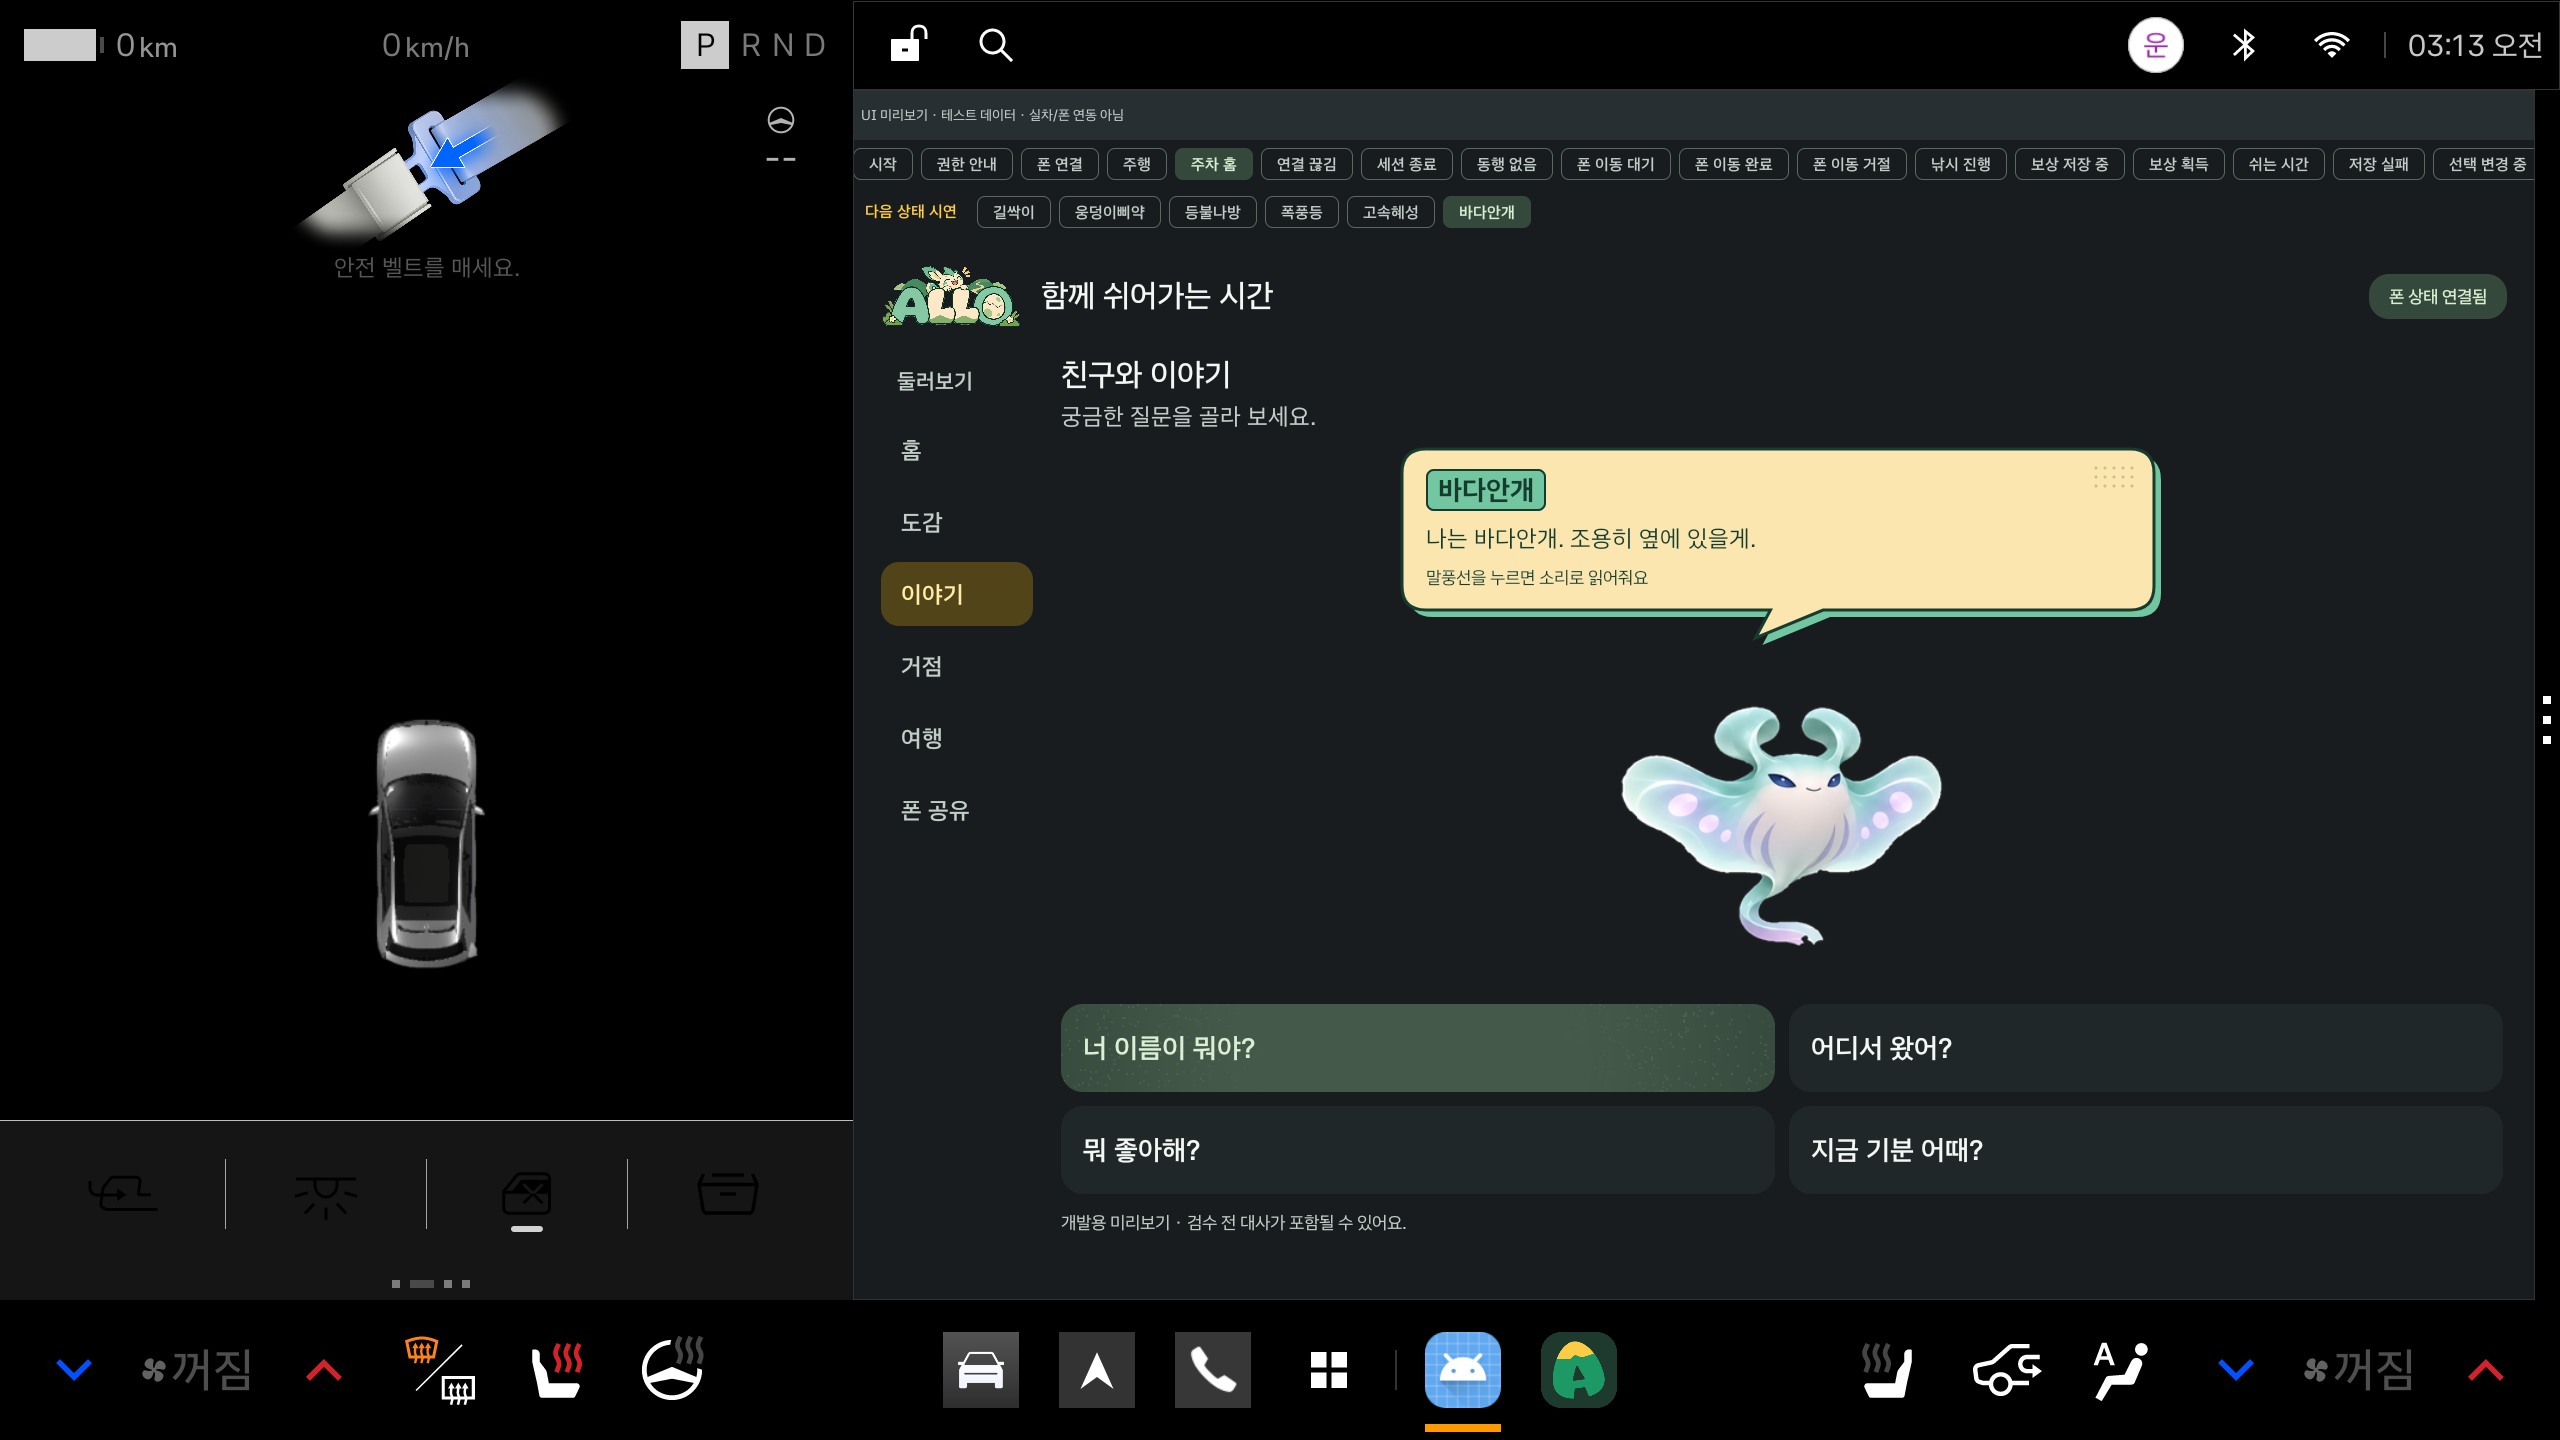 0 km
0 km/h
P R N D
운
03:13 오전
안전 벨트를 매세요.
UI 미리보기 · 테스트 데이터 · 실차/폰 연동 아님
시작 권한 안내 폰 연결 주행 주차 홈 연결 끊김 세션 종료 동행 없음 폰 이동 대기 폰 이동 완료 폰 이동 거절 낚시 진행 보상 저장 중 보상 획득 쉬는 시간 저장 실패 선택 변경 중
다음 상태 시연 길싹이 웅덩이삐약 등불나방 폭풍등 고속혜성 바다안개
ALLO 함께 쉬어가는 시간
폰 상태 연결됨
둘러보기
홈
도감
이야기
거점
여행
폰 공유
친구와 이야기
궁금한 질문을 골라 보세요.
바다안개
나는 바다안개. 조용히 옆에 있을게.
말풍선을 누르면 소리로 읽어줘요
너 이름이 뭐야?
어디서 왔어?
뭐 좋아해?
지금 기분 어때?
개발용 미리보기 · 검수 전 대사가 포함될 수 있어요.
꺼짐
A
A
꺼짐